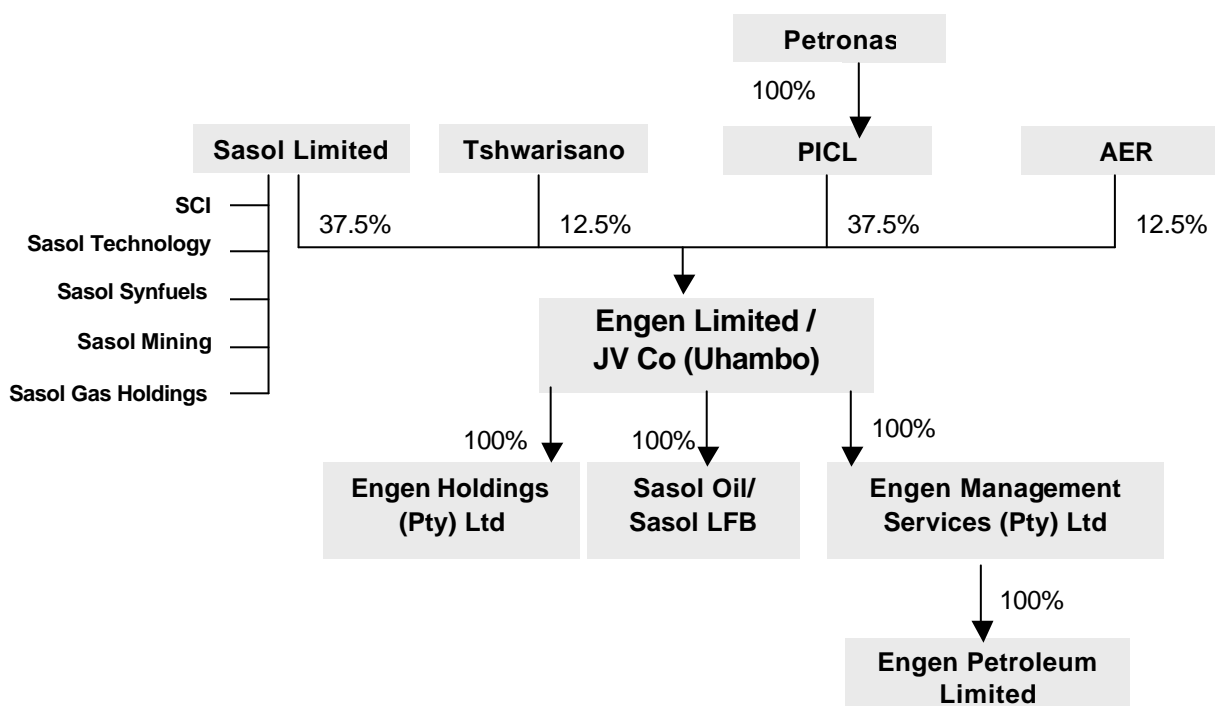 Petronas
100%
Sasol Limited
Tshwarisano
PICL
AER
SCI
37.5%
12.5%
37.5%
12.5%
Sasol Technology
Sasol Synfuels
Sasol Mining
Sasol Gas Holdings
Engen Limited /
JV Co (Uhambo)
100%
100%
100%
Engen Holdings
(Pty) Ltd
Sasol Oil/
Sasol LFB
Engen Management
Services (Pty) Ltd
100%
Engen Petroleum
Limited